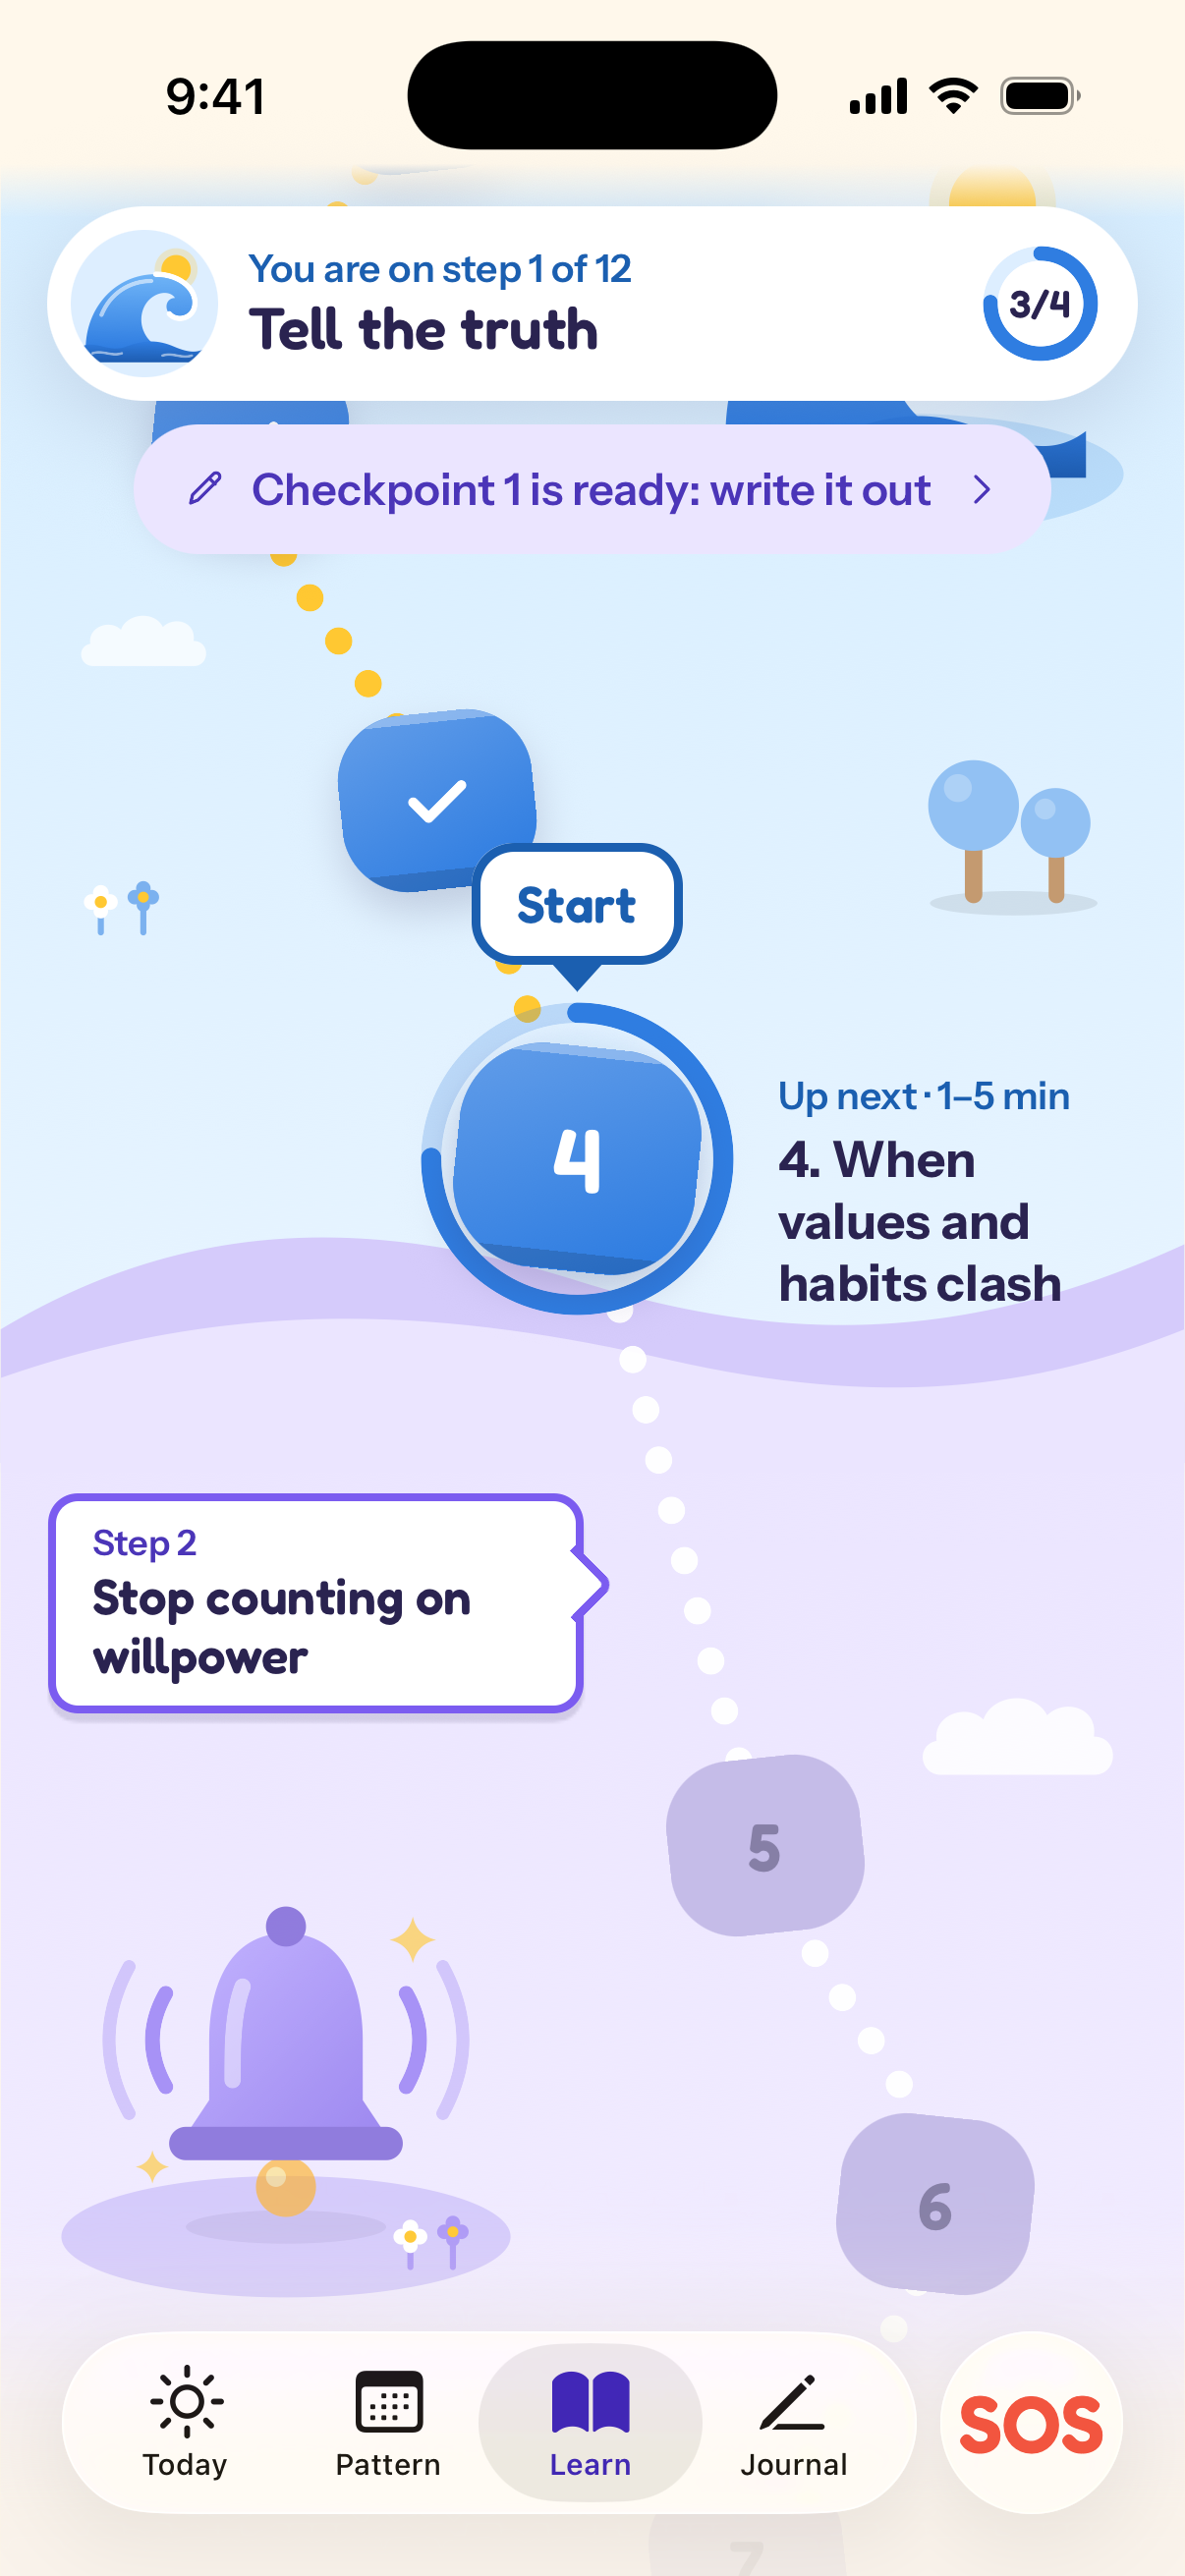 9:41
You are on step 1 of 12
Tell the truth
3/4
Checkpoint 1 is ready: write it out
Start
4
Up next · 1–5 min
4. When
values and
habits clash
Step 2
Stop counting on
willpower
5
6
Today
Pattern
Learn
Journal
SOS
7